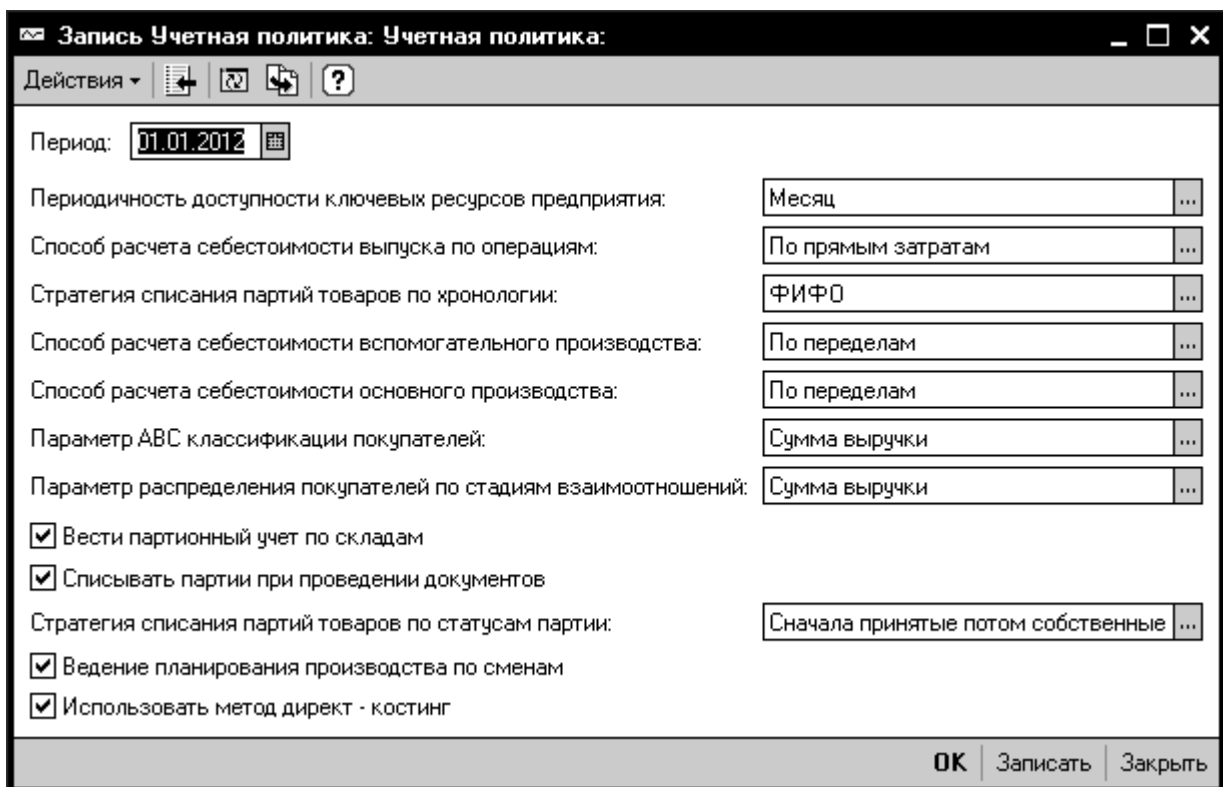 Запись Учетная политика: Учетная политика:
Действия ?
Период: 01.01.2012
Периодичность доступности ключевых ресурсов предприятия: Месяц ...
Способ расчета себестоимости выпуска по операциям: По прямым затратам ...
Стратегия списания партий товаров по хронологии: ФИФО ...
Способ расчета себестоимости вспомогательного производства: По переделам ...
Способ расчета себестоимости основного производства: По переделам ...
Параметр ABC классификации покупателей: Сумма выручки ...
Параметр распределения покупателей по стадиям взаимоотношений: Сумма выручки ...
Вести партионный учет по складам
Списывать партии при проведении документов
Стратегия списания партий товаров по статусам партии: Сначала принятые потом собственные ...
Ведение планирования производства по сменам
Использовать метод директ - костинг
OK Записать Закрыть